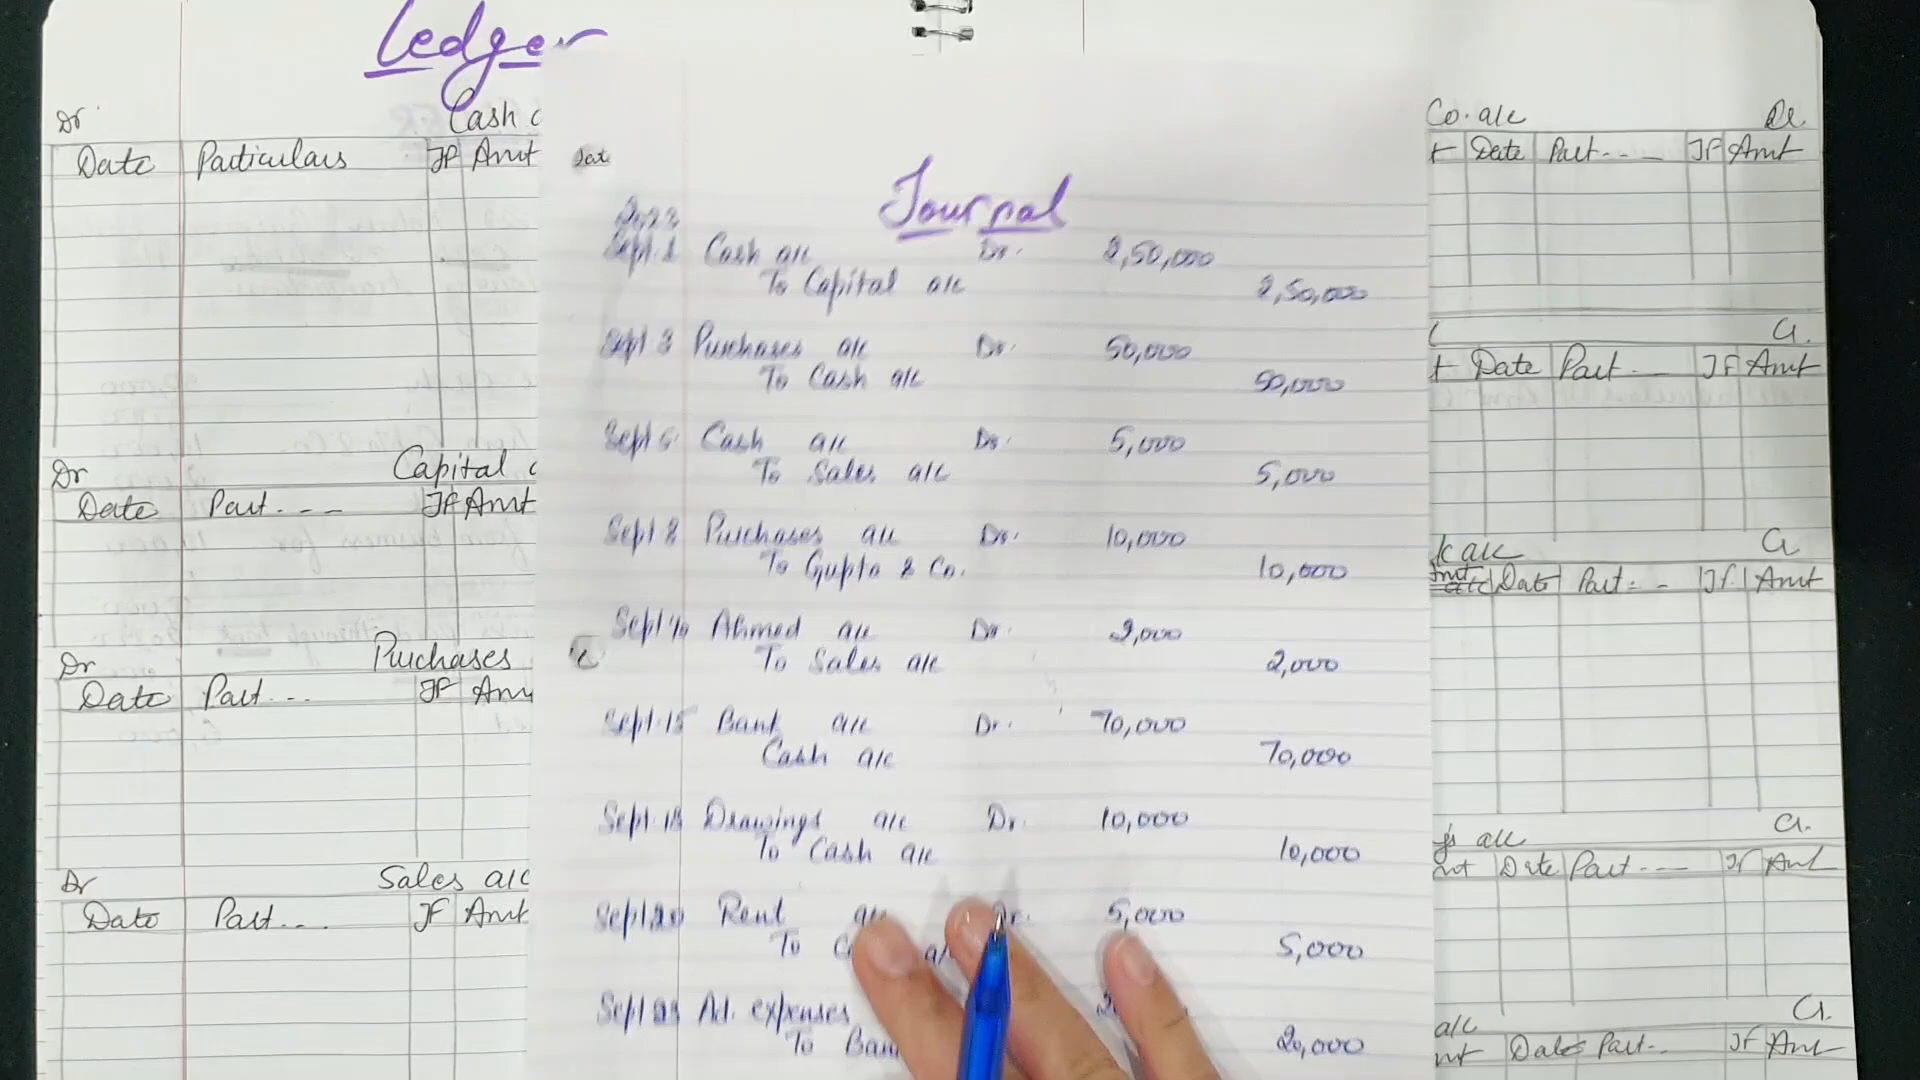 Ledger
Dr Cash
Date Particulars JF Amt
Dr Capital
Date Part... JF Amt
Dr Purchases
Date Part... JF Am
Dr Sales a/c
Date Part... JF Amt
Journal
2023
Sept 1 Cash a/c Dr. 2,50,000
To Capital a/c 2,50,000
Sept 3 Purchases a/c Dr. 50,000
To Cash a/c 50,000
Sept 5 Cash a/c Dr. 5,000
To Sales a/c 5,000
Sept 8 Purchases a/c Dr. 10,000
To Gupta & Co. 10,000
Sept 10 Ahmed a/c Dr. 2,000
To Sales a/c 2,000
Sept 15 Bank a/c Dr. 70,000
Cash a/c 70,000
Sept 18 Drawings a/c Dr. 10,000
To Cash a/c 10,000
Sept 20 Rent a/c Dr. 5,000
To 5,000
Sept Ad. expenses
To Ban 20,000
Co. a/c
Date Part... JF Amt
Cr.
Date Part... JF Amt
k a/c Cr
Date Part... JF Amt
a/c Cr.
Date Part... JF Amt
a/c Cr.
Date Part.. JF Amt